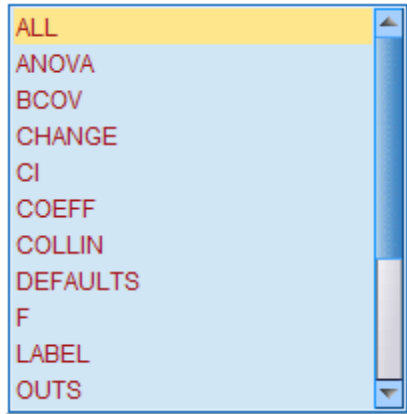 ALL
ANOVA
BCOV
CHANGE
CI
COEFF
COLLIN
DEFAULTS
F
LABEL
OUTS